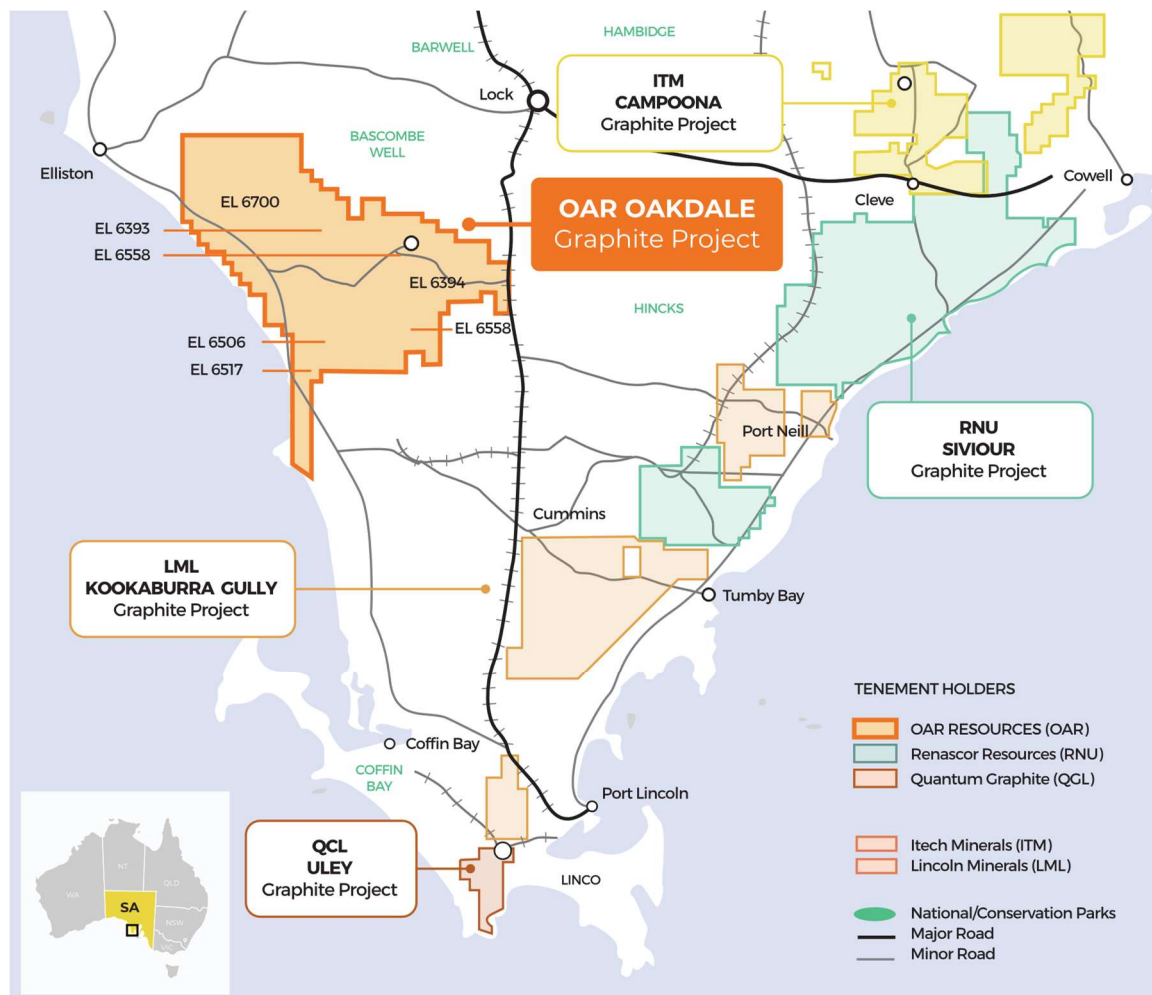 HAMBIDGE
BARWELL
Lock
ITM
CAMPOONA
Graphite Project
BASCOMBE
WELL
Elliston
Cowell
Cleve
EL 6700
OAR OAKDALE
Graphite Project
EL 6393
EL 6558
EL 6394
HINCKS
EL 6558
EL 6506
EL 6517
RNU
SIVIOUR
Graphite Project
Port Neill
Cummins
LML
KOOKABURRA GULLY
Graphite Project
Tumby Bay
TENEMENT HOLDERS
OAR RESOURCES (OAR)
Renascor Resources (RNU)
Quantum Graphite (QGL)
Itech Minerals (ITM)
Lincoln Minerals (LML)
National/Conservation Parks
Major Road
Minor Road
Coffin Bay
COFFIN
BAY
Port Lincoln
QCL
ULEY
Graphite Project
LINCO
WA
NT
QLD
SA
NSW
VIC